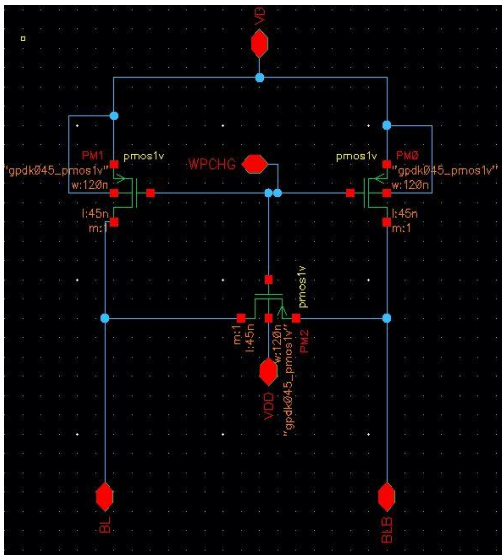 PM1
pmos1v
"gpdk045_pmos1v"
w:120n
l:45n
m:1
WPCHG
pmos1v
PM0
"gpdk045_pmos1v"
w:120n
l:45n
m:1
pmos1v
PM2
"gpdk045_pmos1v"
w:120n
l:45n
m:1
VDD
BL
BLB